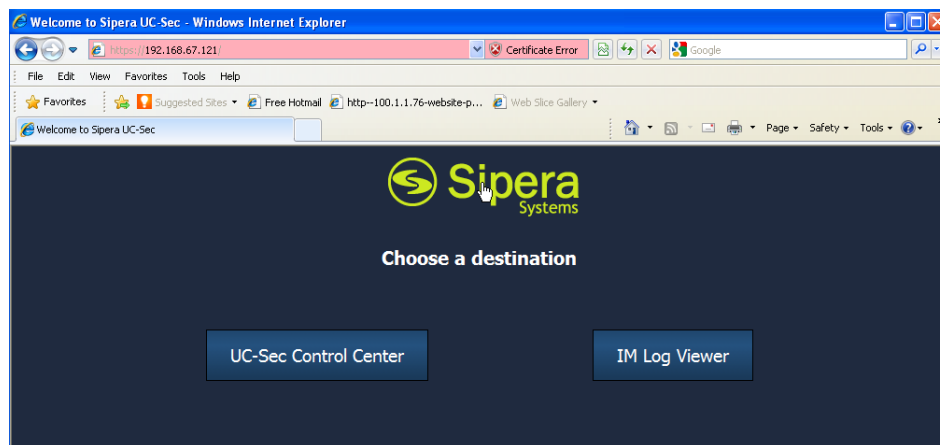 Welcome to Sipera UC-Sec - Windows Internet Explorer
https://192.168.67.121/ Certificate Error Google
File Edit View Favorites Tools Help
Favorites Suggested Sites Free Hotmail http--100.1.1.76-website-p... Web Slice Gallery
Welcome to Sipera UC-Sec Page Safety Tools
Sipera
Systems
Choose a destination
UC-Sec Control Center IM Log Viewer